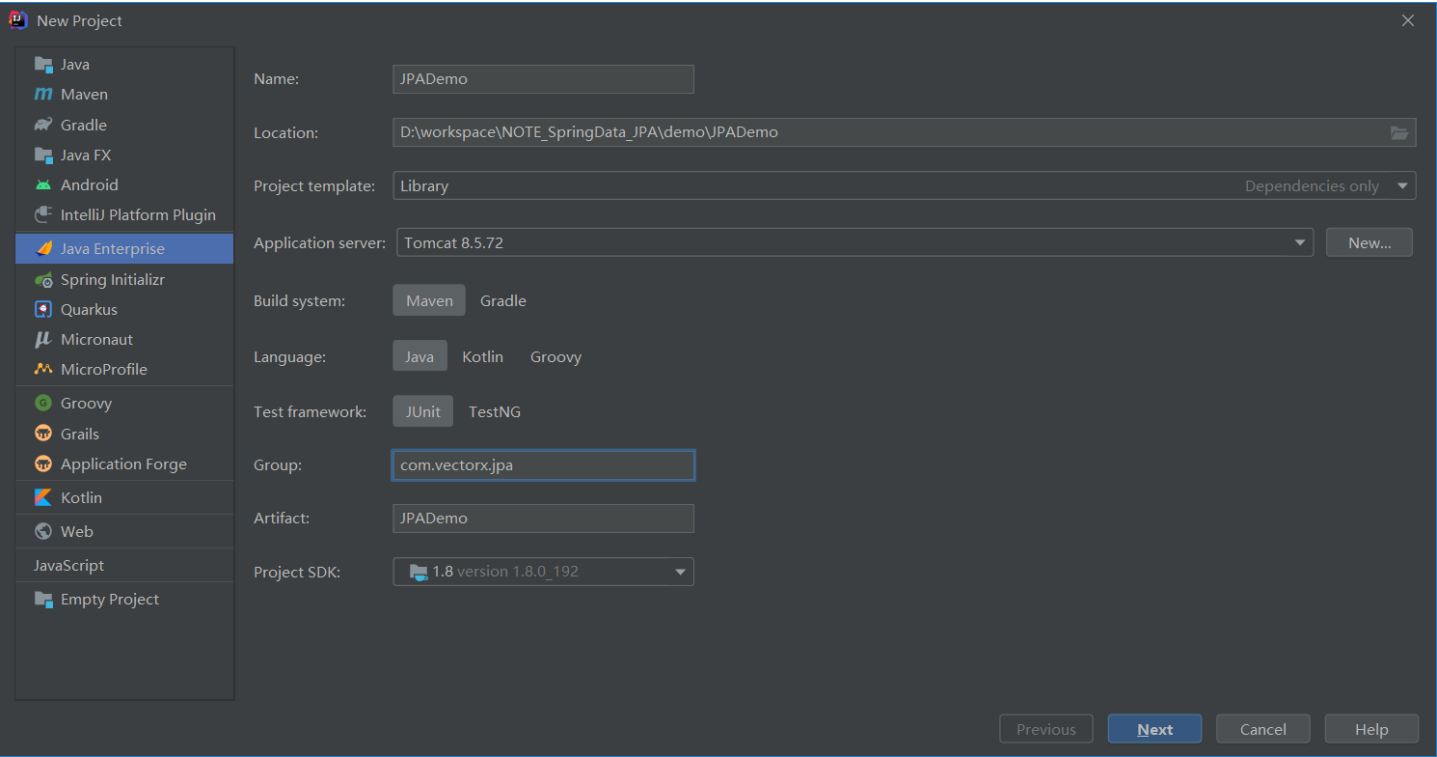 New Project
Java
Maven
Gradle
Java FX
Android
IntelliJ Platform Plugin
Java Enterprise
Spring Initializr
Quarkus
Micronaut
MicroProfile
Groovy
Grails
Application Forge
Kotlin
Web
JavaScript
Empty Project
Name: JPADemo
Location: D:\workspace\NOTE_SpringData_JPA\demo\JPADemo
Project template: Library Dependencies only
Application server: Tomcat 8.5.72 New...
Build system: Maven Gradle
Language: Java Kotlin Groovy
Test framework: JUnit TestNG
Group: com.vectorx.jpa
Artifact: JPADemo
Project SDK: 1.8 version 1.8.0_192
Previous Next Cancel Help